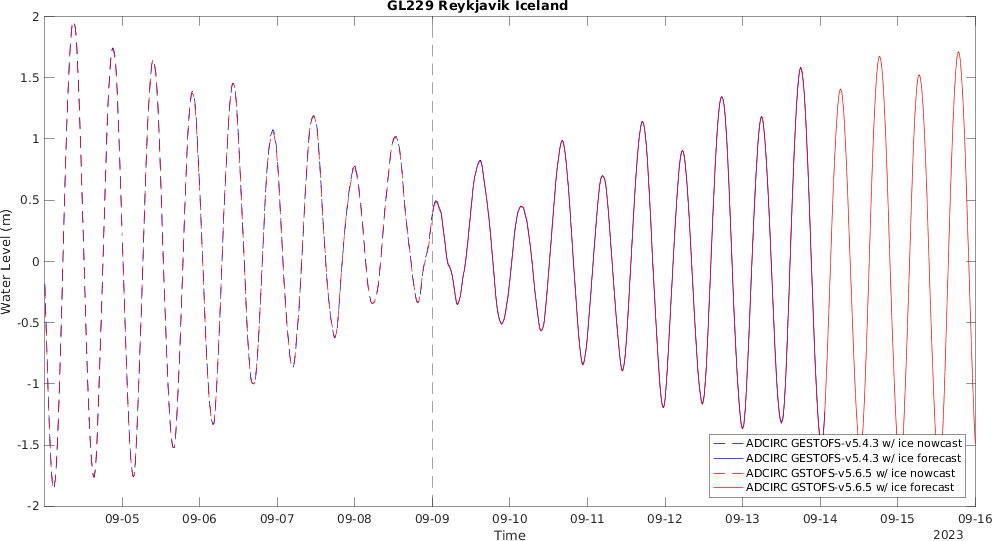 GL229 Reykjavik Iceland
Water Level (m)
2
1.5
1
0.5
0
-0.5
-1
-1.5
-2
ADCIRC GESTOFS-v5.4.3 w/ ice nowcast
ADCIRC GESTOFS-v5.4.3 w/ ice forecast
ADCIRC GSTOFS-v5.6.5 w/ ice nowcast
ADCIRC GSTOFS-v5.6.5 w/ ice forecast
09-05 09-06 09-07 09-08 09-09 09-10 09-11 09-12 09-13 09-14 09-15 09-16
Time
2023